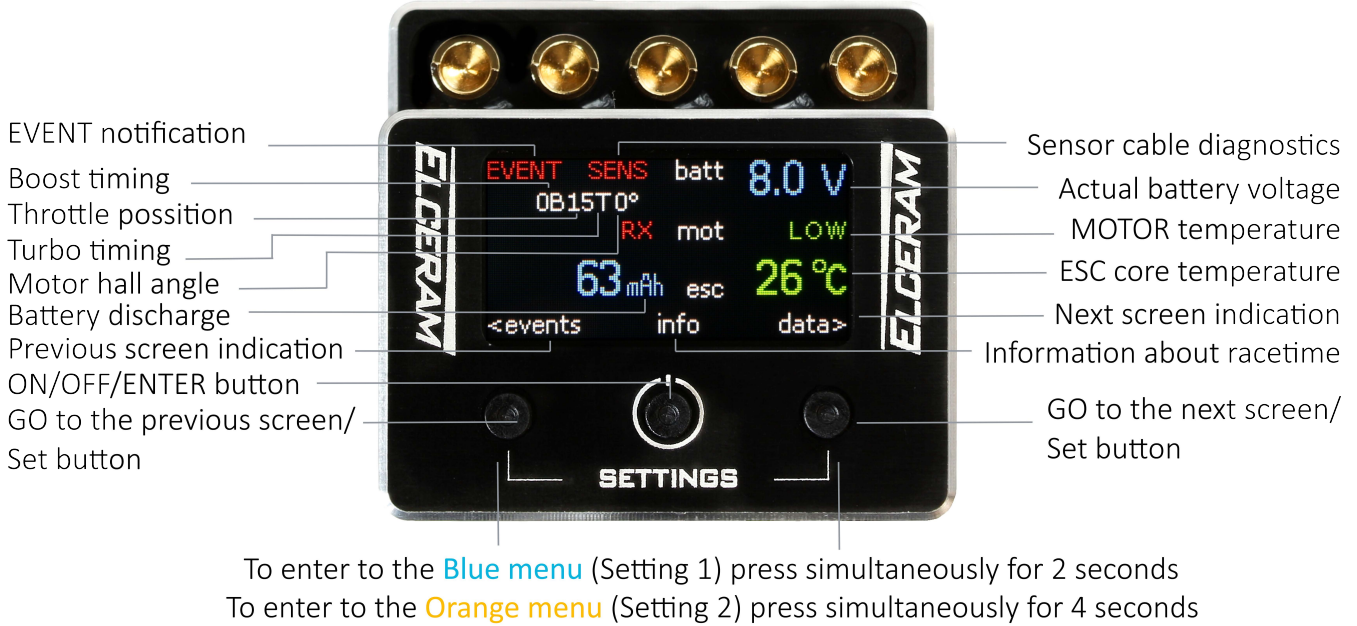 EVENT notification
Boost timing
Throttle possition
Turbo timing
Motor hall angle
Battery discharge
Previous screen indication
ON/OFF/ENTER button
GO to the previous screen/
Set button
ELCERAM
EVENT SENS batt 8.0 V
0B15T0°
RX mot LOW
63 mAh esc 26 °C
<events info data>
ELCERAM
SETTINGS
Sensor cable diagnostics
Actual battery voltage
MOTOR temperature
ESC core temperature
Next screen indication
Information about racetime
GO to the next screen/
Set button
To enter to the Blue menu (Setting 1) press simultaneously for 2 seconds
To enter to the Orange menu (Setting 2) press simultaneously for 4 seconds